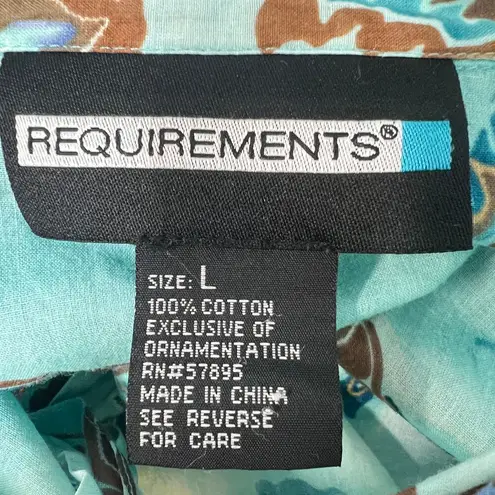 REQUIREMENTS®
SIZE: L
100% COTTON
EXCLUSIVE OF
ORNAMENTATION
RN#57895
MADE IN CHINA
SEE REVERSE
FOR CARE